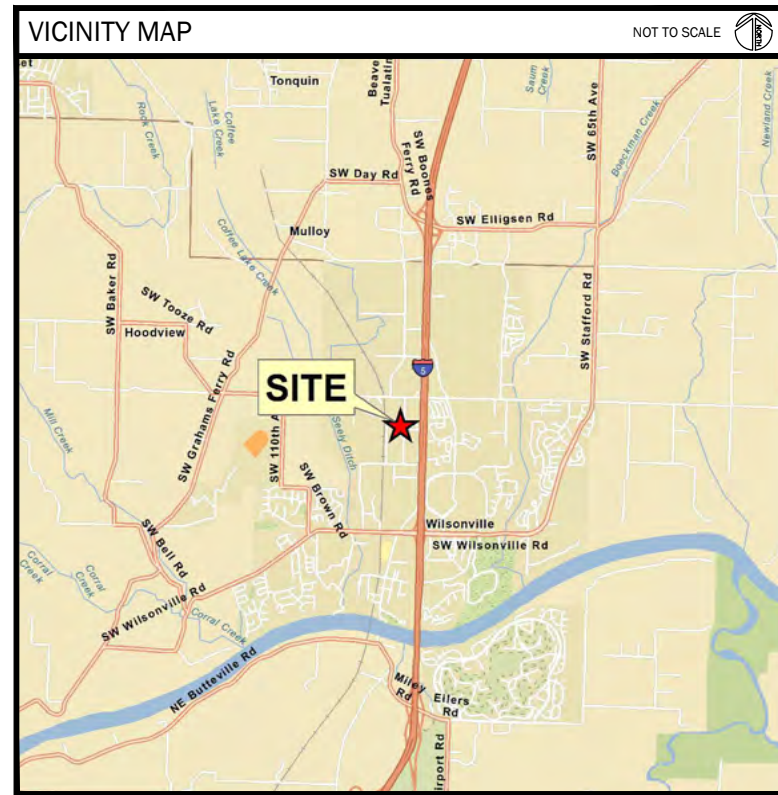 VICINITY MAP
NOT TO SCALE
NORTH
Tonquin
Rock Creek
Coffee
Lake Creek
Tualatin
SW Boones
Ferry Rd
Saum
Creek
SW 65th Ave
Boeckman Creek
Newland Creek
SW Day Rd
SW Elligsen Rd
Mulloy
Coffee Lake Creek
SW Baker Rd
SW Tooze Rd
Hoodview
SW Grahams Ferry Rd
SW Stafford Rd
5
SITE
Mill Creek
SW 110th A
Seely Ditch
SW Brown Rd
Wilsonville
SW Wilsonville Rd
SW Bell Rd
Corral
Creek
Corral
Creek
SW Wilsonville Rd
Corral Creek
NE Butteville Rd
Miley
Rd
Eilers
Rd
irport Rd